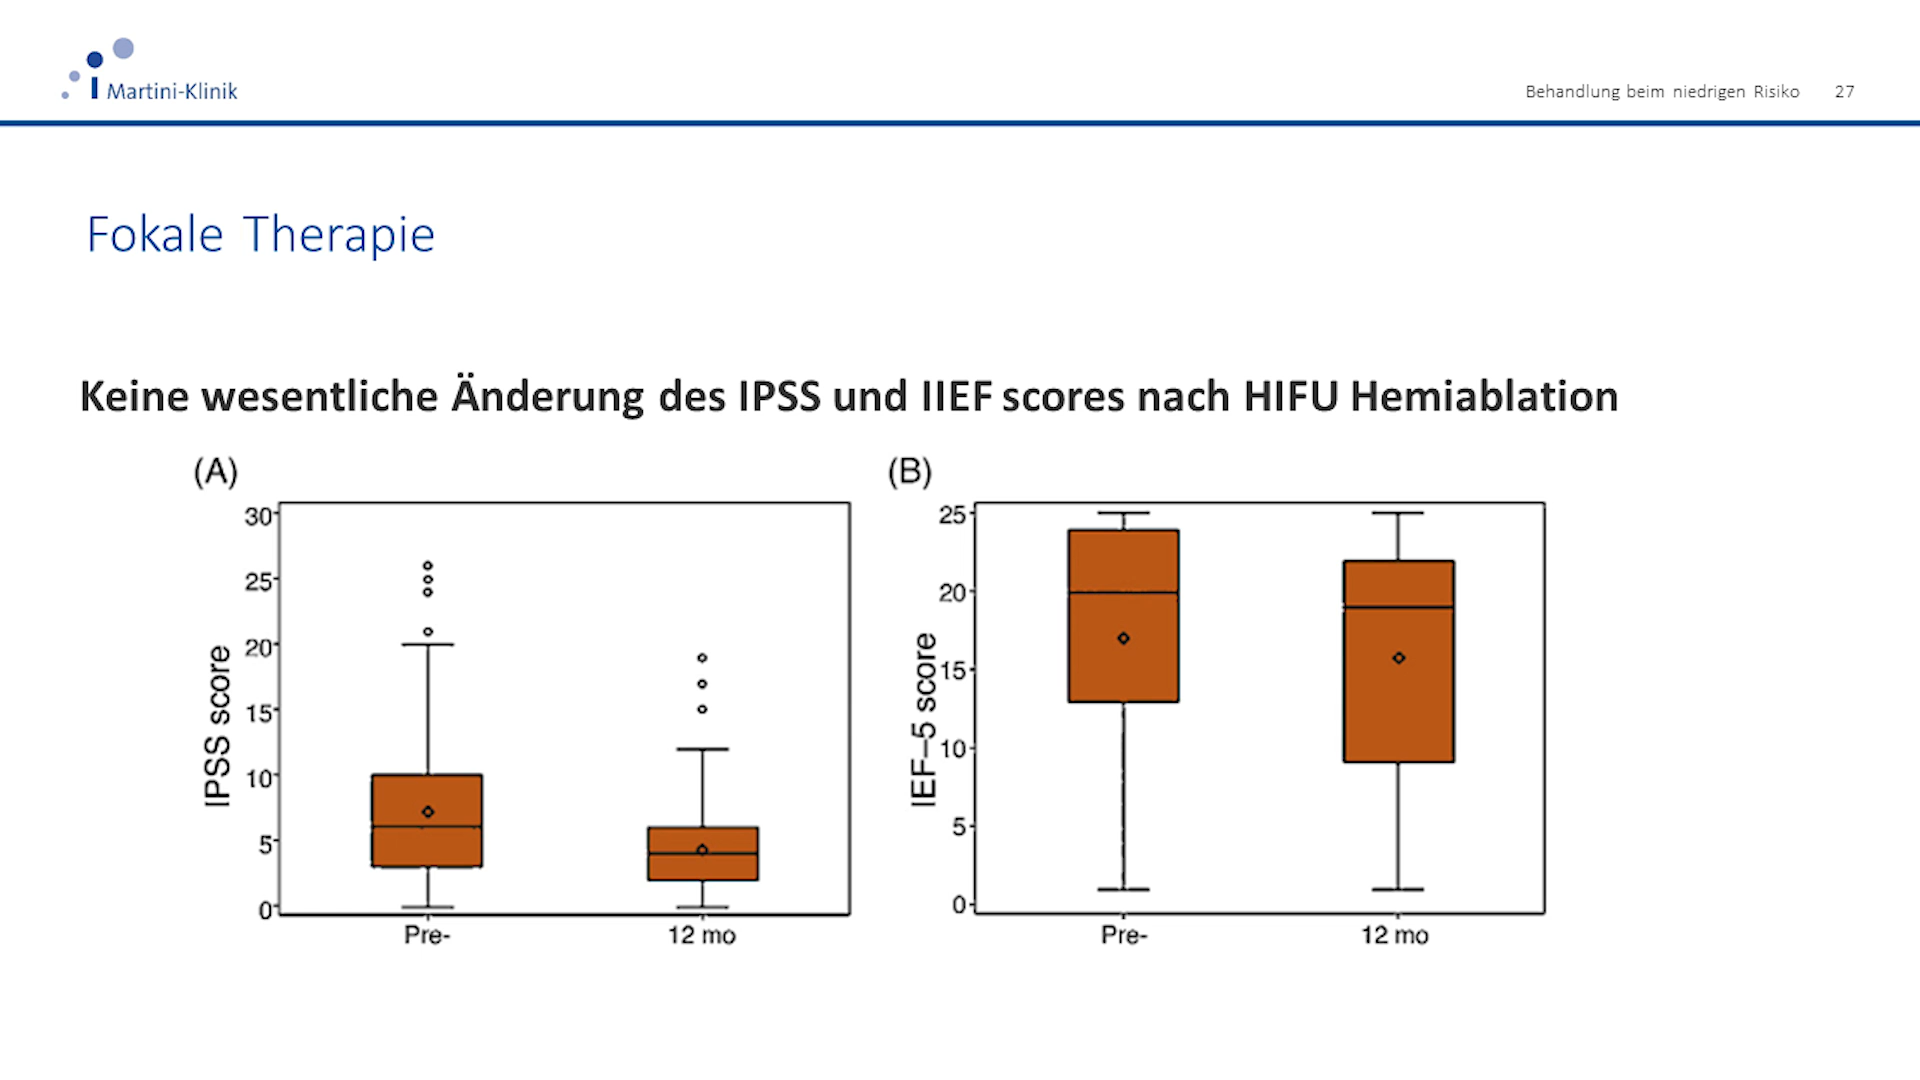 Martini-Klinik
Behandlung beim niedrigen Risiko 27
Fokale Therapie
Keine wesentliche Änderung des IPSS und IIEF scores nach HIFU Hemiablation
(A)
IPSS score
30
25
20
15
10
5
0
Pre- 12 mo
(B)
IEF–5 score
25
20
15
10
5
0
Pre- 12 mo